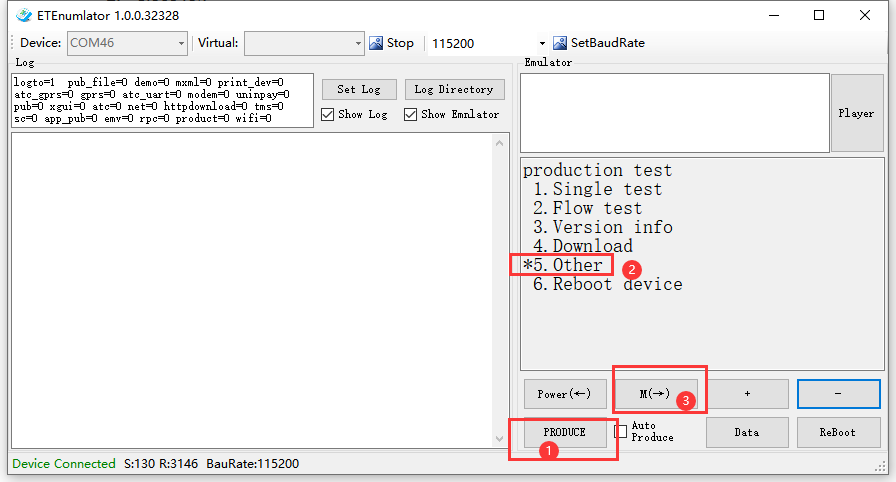 ETEnumlator 1.0.0.32328
Device: COM46 Virtual: Stop 115200 SetBaudRate
Log
logto=1 pub_file=0 demo=0 mxml=0 print_dev=0
atc_gprs=0 gprs=0 atc_uart=0 modem=0 uninpay=0
pub=0 xgui=0 atc=0 net=0 httpdownload=0 tms=0
sc=0 app_pub=0 emv=0 rpc=0 product=0 wifi=0
Set Log
Log Directory
Show Log
Show Emnlator
Emulator
Player
production test
1.Single test
2.Flow test
3.Version info
4.Download
*5.Other 2
6.Reboot device
Power(←)
M(→) 3
+
-
PRODUCE 1
Auto
Produce
Data
ReBoot
Device Connected S:130 R:3146 BauRate:115200